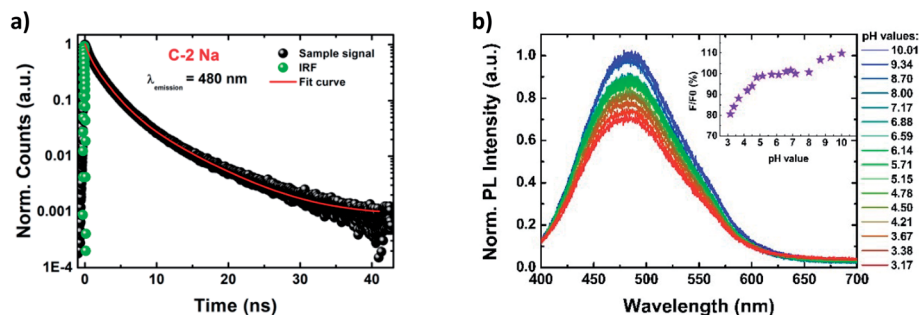 a)
C-2 Na
λemission = 480 nm
Sample signal
IRF
Fit curve
Norm. Counts (a.u.)
1
0.1
0.01
0.001
1E-4
0 10 20 30 40
Time (ns)
b)
Norm. PL Intensity (a.u.)
1.0
0.8
0.6
0.4
0.2
0.0
400 450 500 550 600 650 700
Wavelength (nm)
F/F0 (%)
110
100
90
80
70
3 4 5 6 7 8 9 10
pH value
pH values:
10.01
9.34
8.70
8.00
7.17
6.88
6.59
6.14
5.71
5.15
4.78
4.50
4.21
3.67
3.38
3.17